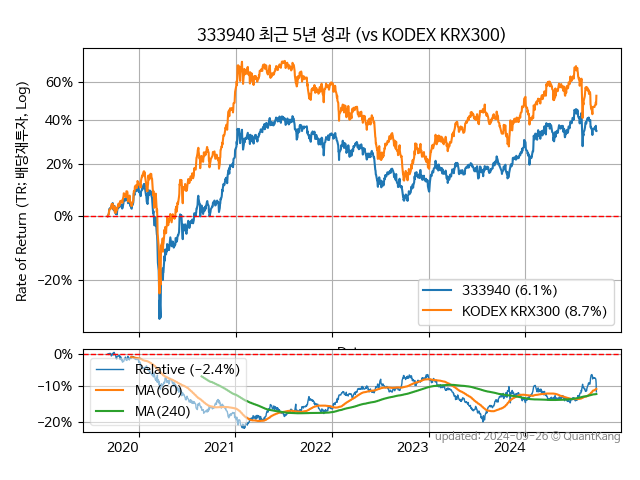 333940 최근 5년 성과 (vs KODEX KRX300)
Rate of Return (TR: 배당재투자, Log)
60%
40%
20%
0%
−20%
333940 (6.1%)
KODEX KRX300 (8.7%)
0%
−10%
−20%
Relative (−2.4%)
MA(60)
MA(240)
2020
2021
2022
2023
2024
updated: 2024-09-26 © QuantKang